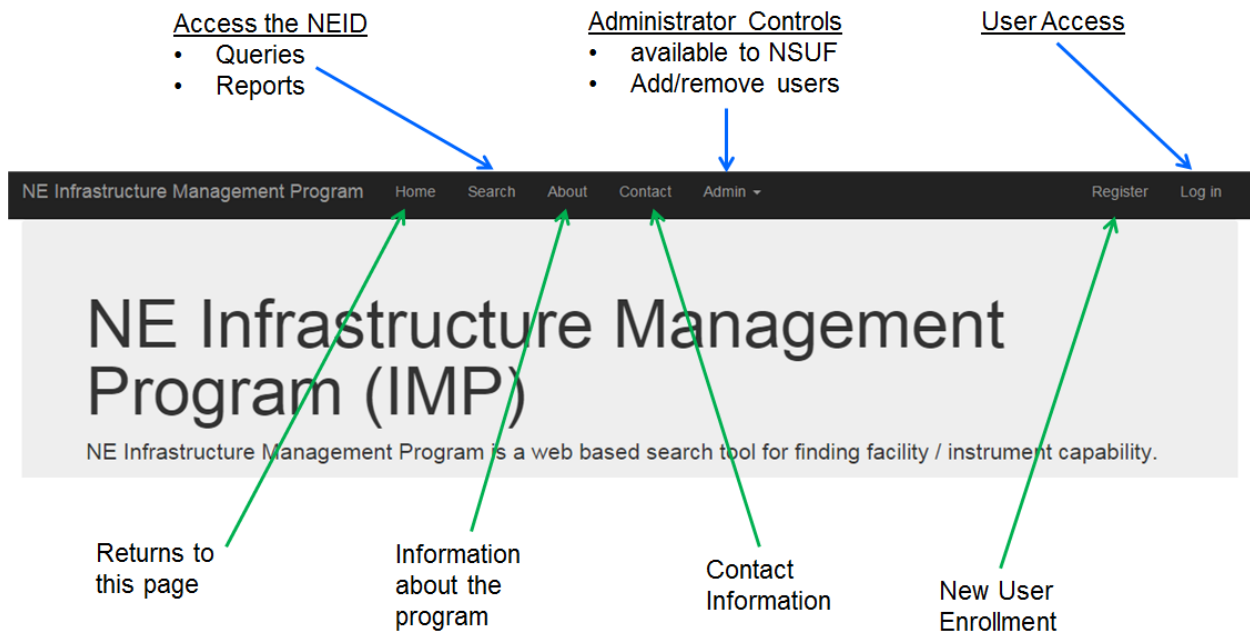 Access the NEID
• Queries
• Reports
Administrator Controls
• available to NSUF
• Add/remove users
User Access
NE Infrastructure Management Program Home Search About Contact Admin Register Log in
NE Infrastructure Management
Program (IMP)
NE Infrastructure Management Program is a web based search tool for finding facility / instrument capability.
Returns to
this page
Information
about the
program
Contact
Information
New User
Enrollment